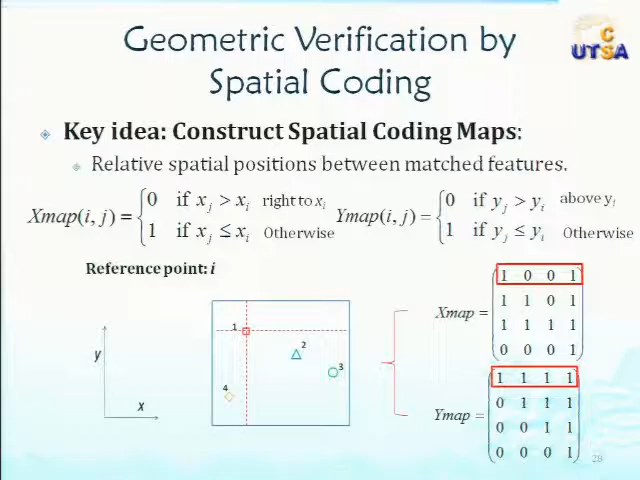 Geometric Verification by
Spatial Coding
C
UTSA
Key idea: Construct Spatial Coding Maps:
Relative spatial positions between matched features.
Xmap(i, j) = { 0 if x_j > x_i right to x_i
1 if x_j ≤ x_i Otherwise
Ymap(i, j) = { 0 if y_j > y_i above y_i
1 if y_j ≤ y_i Otherwise
Reference point: i
y
x
1
2
3
4
Xmap =
1 0 0 1
1 1 0 1
1 1 1 1
0 0 0 1
Ymap =
1 1 1 1
0 1 1 1
0 0 1 1
0 0 0 1
28